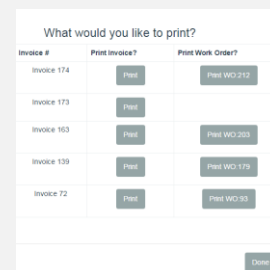 What would you like to print?
Invoice # Print Invoice? Print Work Order?
Invoice 174 Print Print WO:212
Invoice 173 Print
Invoice 163 Print Print WO:203
Invoice 139 Print Print WO:179
Invoice 72 Print Print WO:93
Done